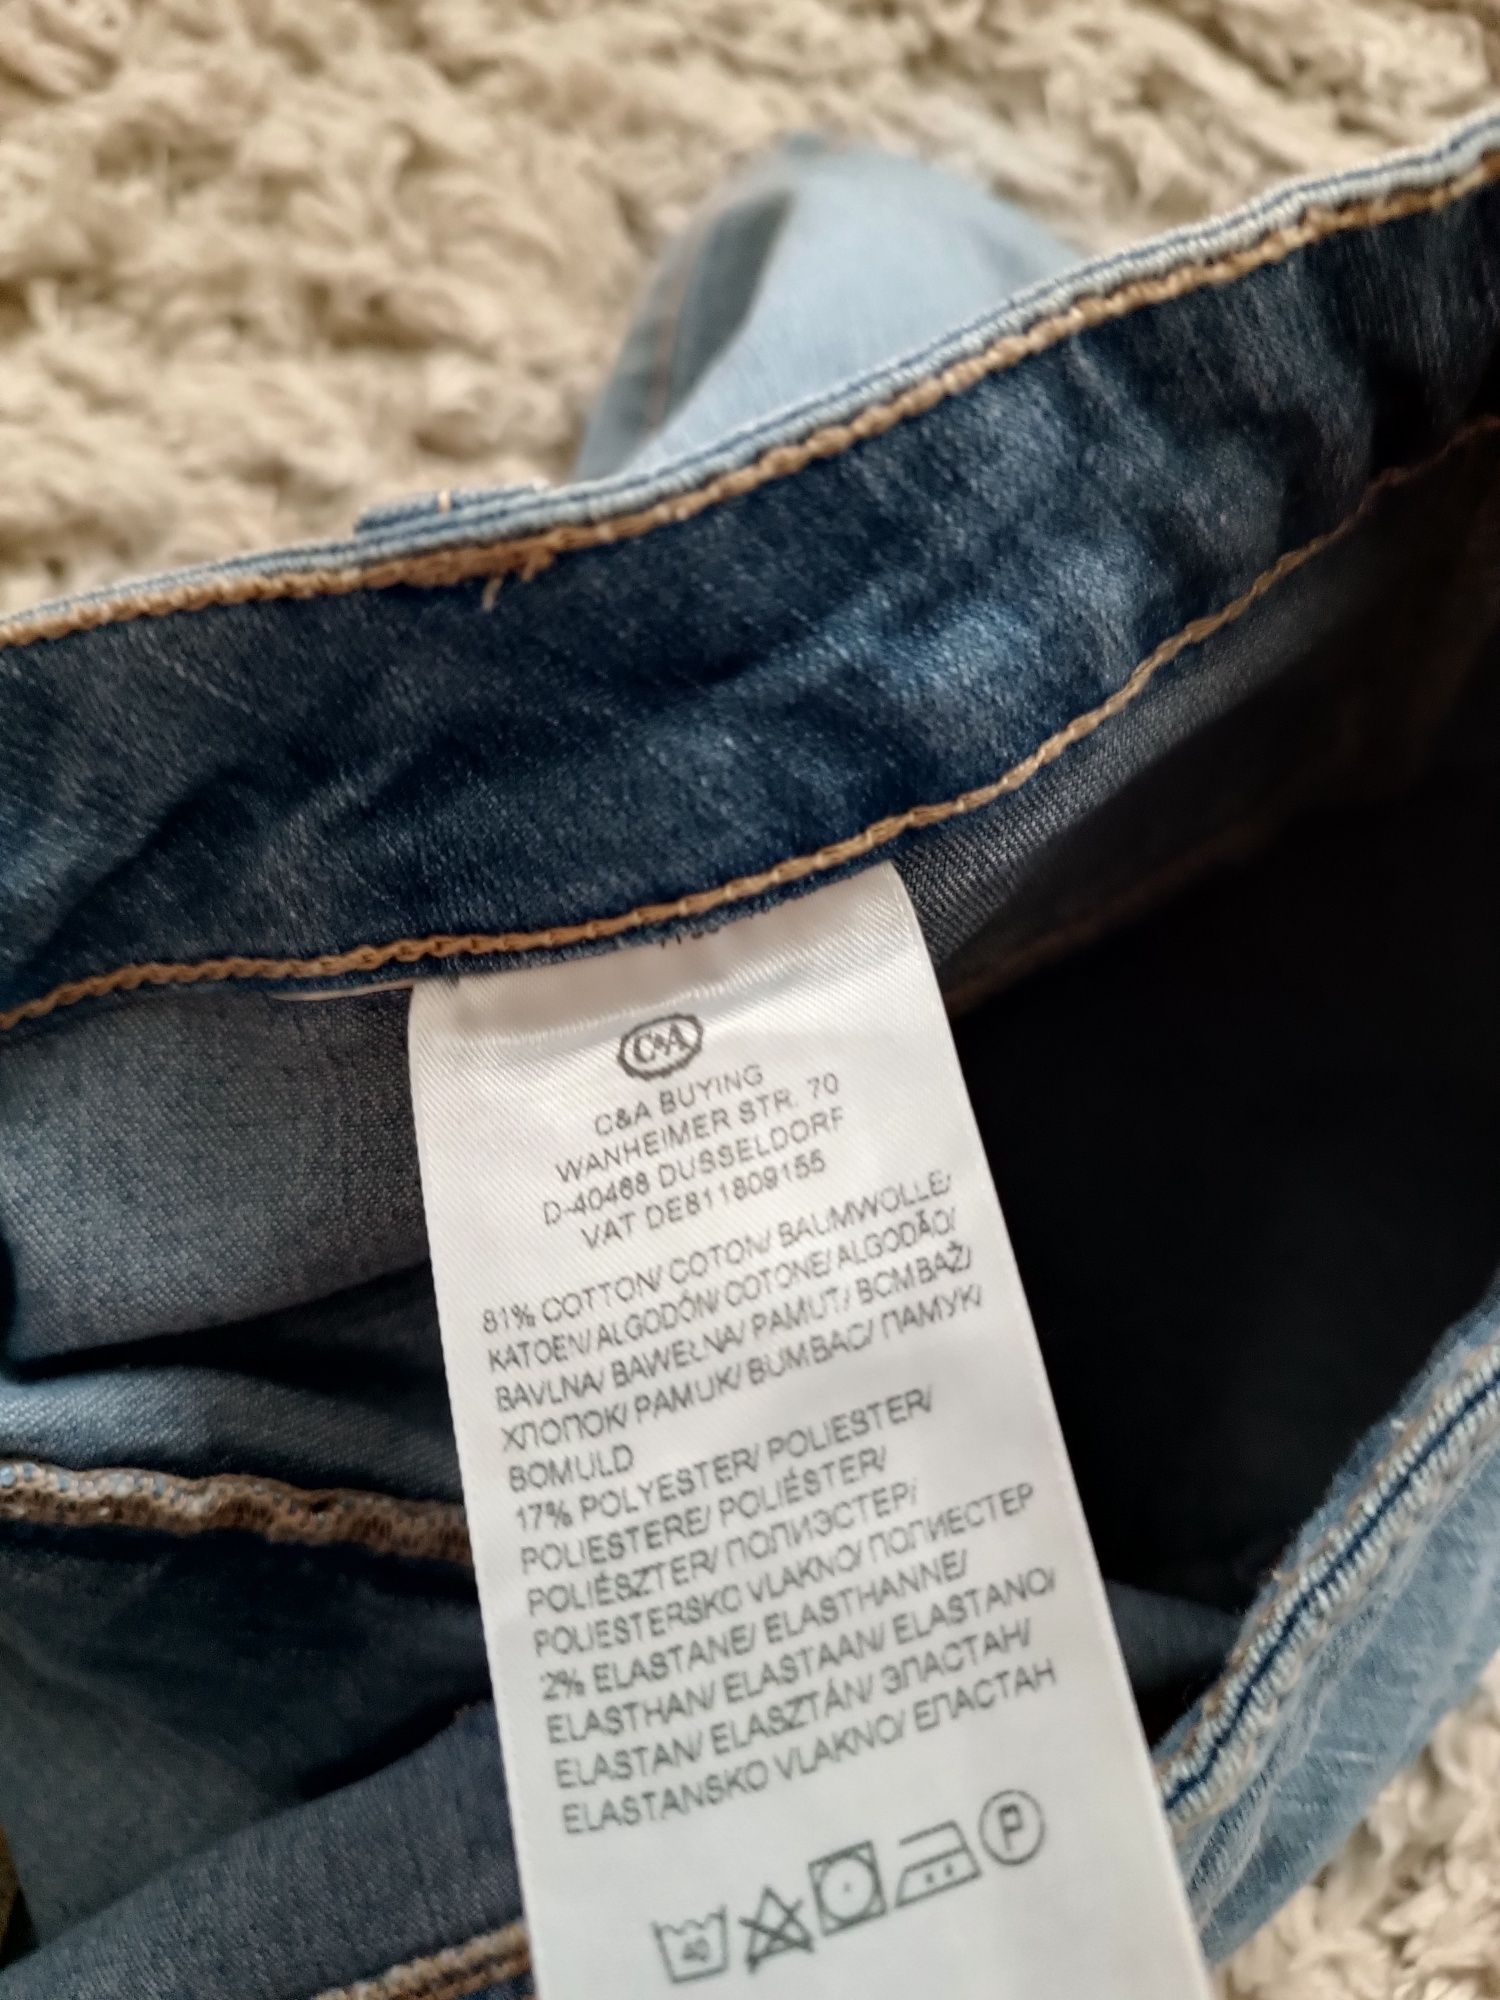 C&A
C&A BUYING
WANHEIMER STR. 70
D-40468 DUSSELDORF
VAT DE811809155
81% COTTON/ COTON/ BAUMWOLLE/
KATOEN/ ALGODÓN/ COTONE/ ALGODÃO/
BAVLNA/ BAWEŁNA/ PAMUT/ BOMBAŽ/
ХЛОПОК/ PAMUK/ BUMBAC/ ПАМУК/
BOMULD
17% POLYESTER/ POLIESTER/
POLIESTERE/ POLIÉSTER/
POLIÉSZTER/ ПОЛИЭСТЕР/
POLIESTERSKO VLAKNO/ ПОЛИЕСТЕР
2% ELASTANE/ ELASTHANNE/
ELASTHAN/ ELASTAAN/ ELASTANO/
ELASTAN/ ELASZTÁN/ ЭЛАСТАН/
ELASTANSKO VLAKNO/ ЕЛАСТАН
40 P